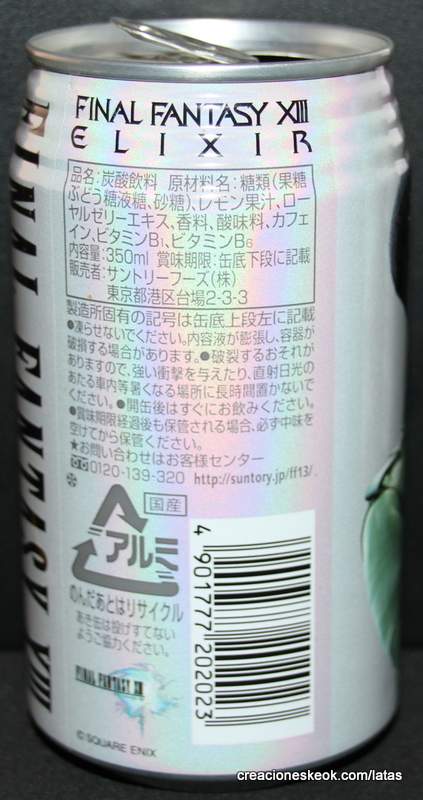 FINAL FANTASY XIII
ELIXIR
品名:炭酸飲料 原材料名:糖類(果糖
ぶどう糖液糖、砂糖)、レモン果汁、ロー
ヤルゼリーエキス、香料、酸味料、カフェ
イン、ビタミンB₁、ビタミンB₆
内容量:350ml 賞味期限:缶底下段に記載
販売者:サントリーフーズ(株)
東京都港区台場2-3-3
製造所固有の記号は缶底上段左に記載
●凍らせないでください。内容液が膨張し、容器が
破損する場合があります。●破裂するおそれが
ありますので、強い衝撃を与えたり、直射日光の
あたる車内等暑くなる場所に長時間置かないで
ください。●開缶後はすぐにお飲みください。
●賞味期限経過後も保管される場合、必ず中味を
空けてから保管ください。
★お問い合わせはお客様センター
0120-139-320 http://suntory.jp/ff13/
国産
アルミ
のんだあとはリサイクル
あき缶は投げすてない
ようご協力ください。
4 901777 202023
FINAL FANTASY XIII
© SQUARE ENIX
FINAL FANTASY XIII
creacioneskeok.com/latas